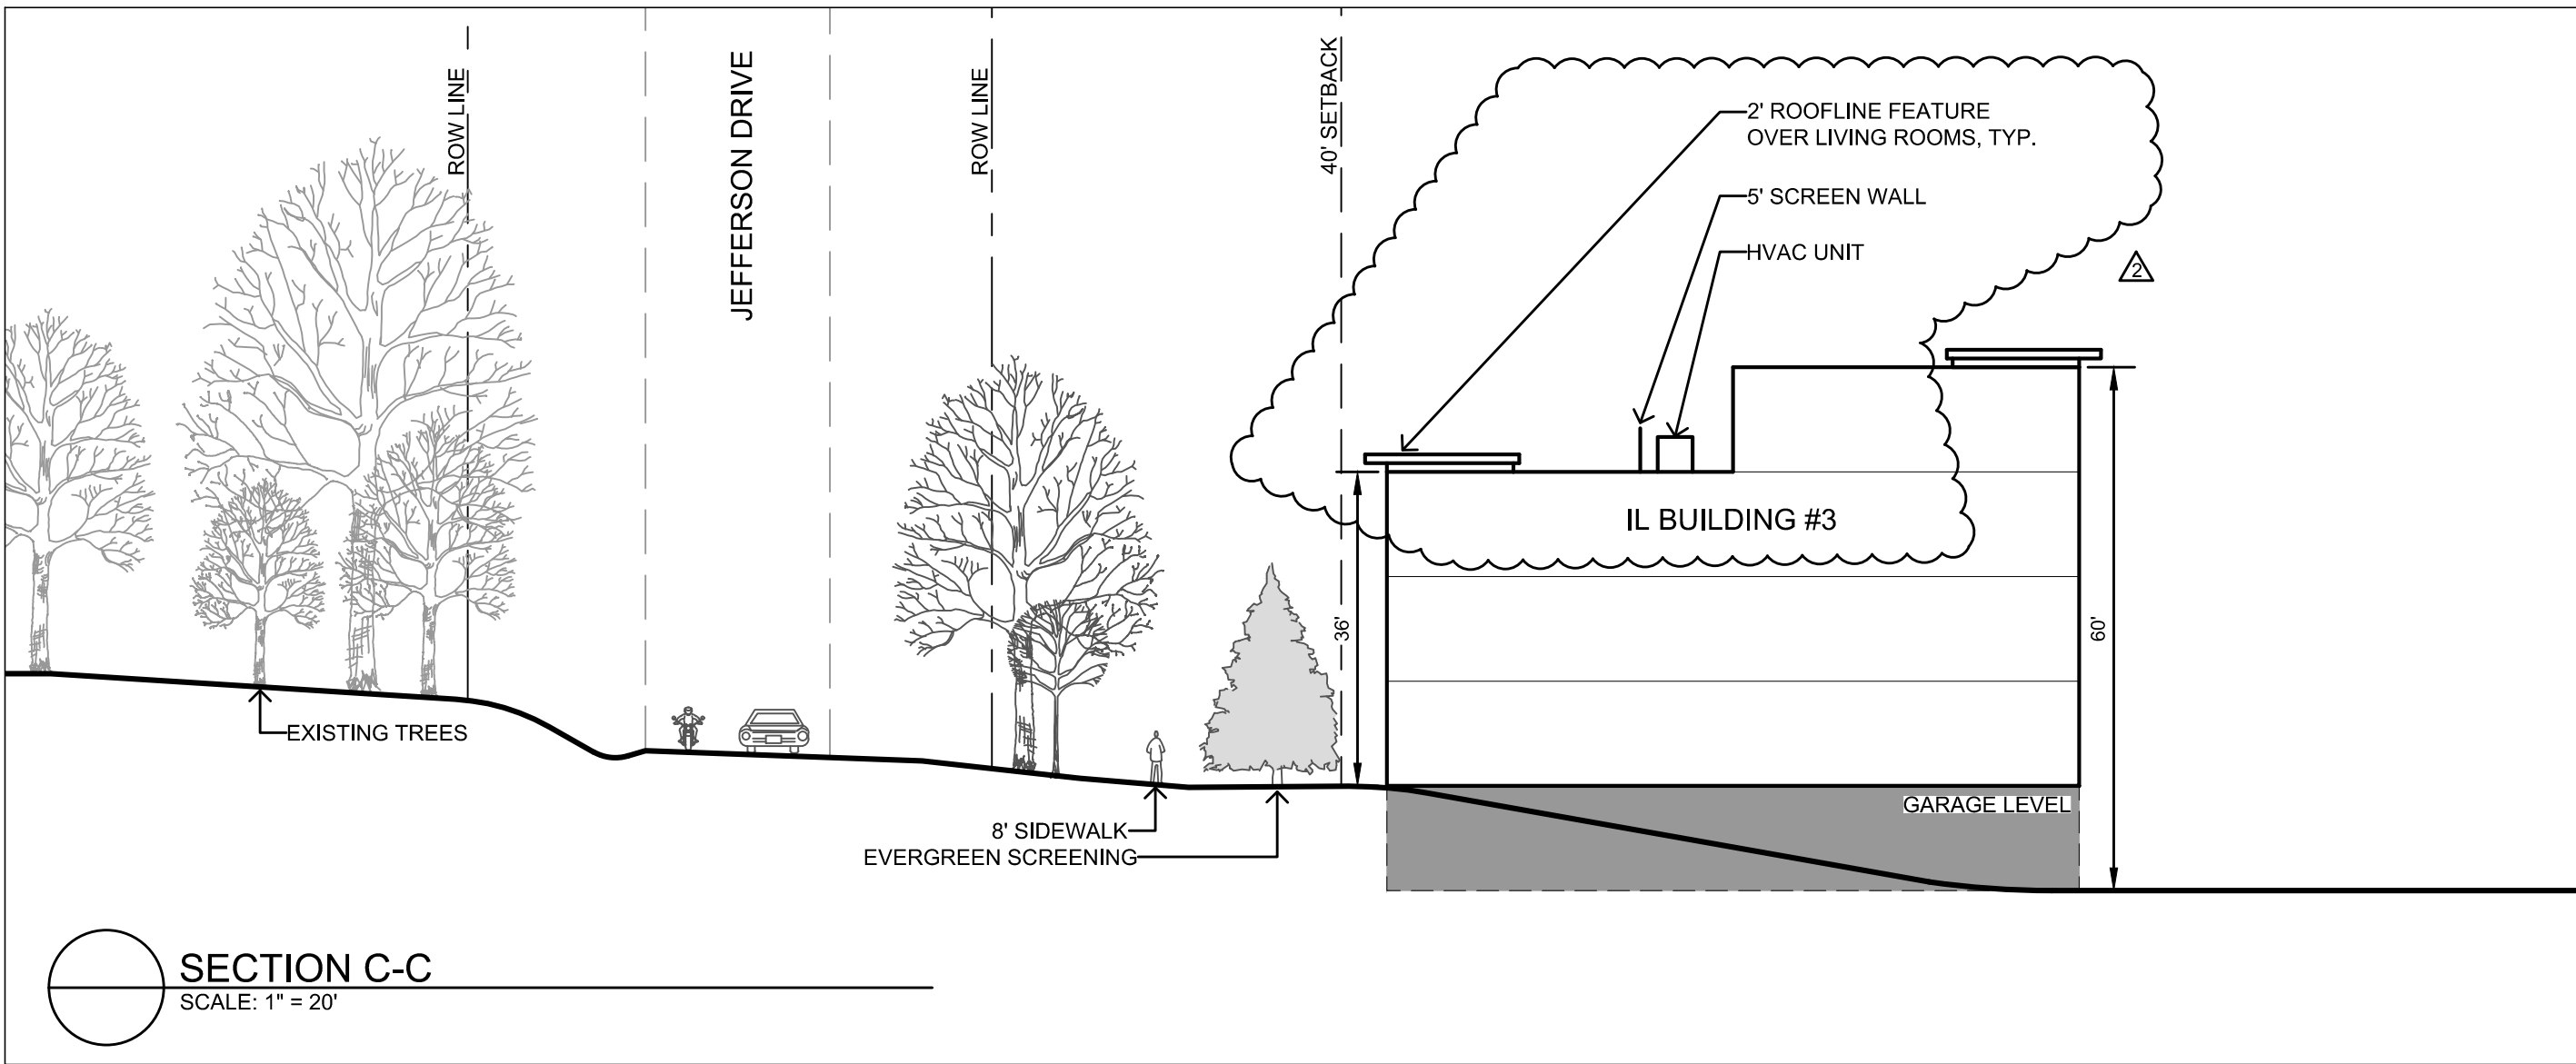 ROW LINE
JEFFERSON DRIVE
ROW LINE
40' SETBACK
2' ROOFLINE FEATURE
OVER LIVING ROOMS, TYP.
5' SCREEN WALL
HVAC UNIT
2
IL BUILDING #3
36'
60'
EXISTING TREES
GARAGE LEVEL
8' SIDEWALK
EVERGREEN SCREENING
SECTION C-C
SCALE: 1" = 20'